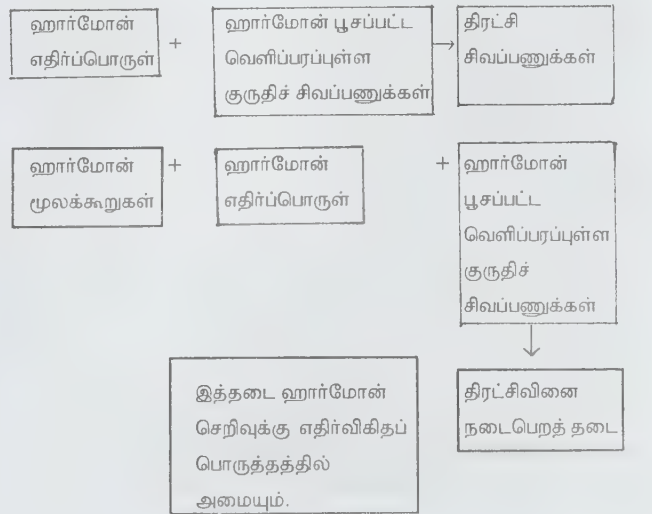 ஹார்மோன்
எதிர்ப்பொருள்
+
ஹார்மோன் பூசப்பட்ட
வெளிப்பரப்புள்ள
குருதிச் சிவப்பணுக்கள்
→
திரட்சி
சிவப்பணுக்கள்
ஹார்மோன்
மூலக்கூறுகள்
+
ஹார்மோன்
எதிர்ப்பொருள்
+
ஹார்மோன்
பூசப்பட்ட
வெளிப்பரப்புள்ள
குருதிச்
சிவப்பணுக்கள்
↓
திரட்சிவினை
நடைபெறத் தடை
இத்தடை ஹார்மோன்
செறிவுக்கு எதிர்விகிதப்
பொருத்தத்தில்
அமையும்.